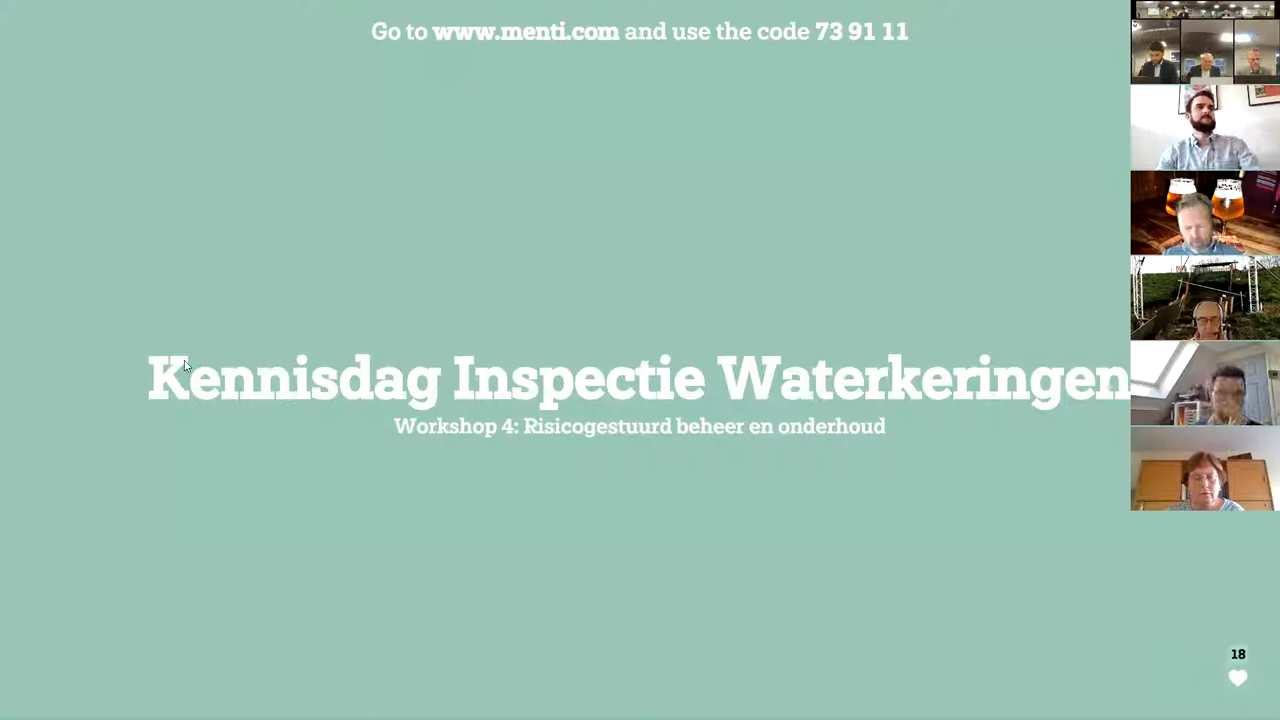 Go to www.menti.com and use the code 73 91 11
Kennisdag Inspectie Waterkeringen
Workshop 4: Risicogestuurd beheer en onderhoud
18